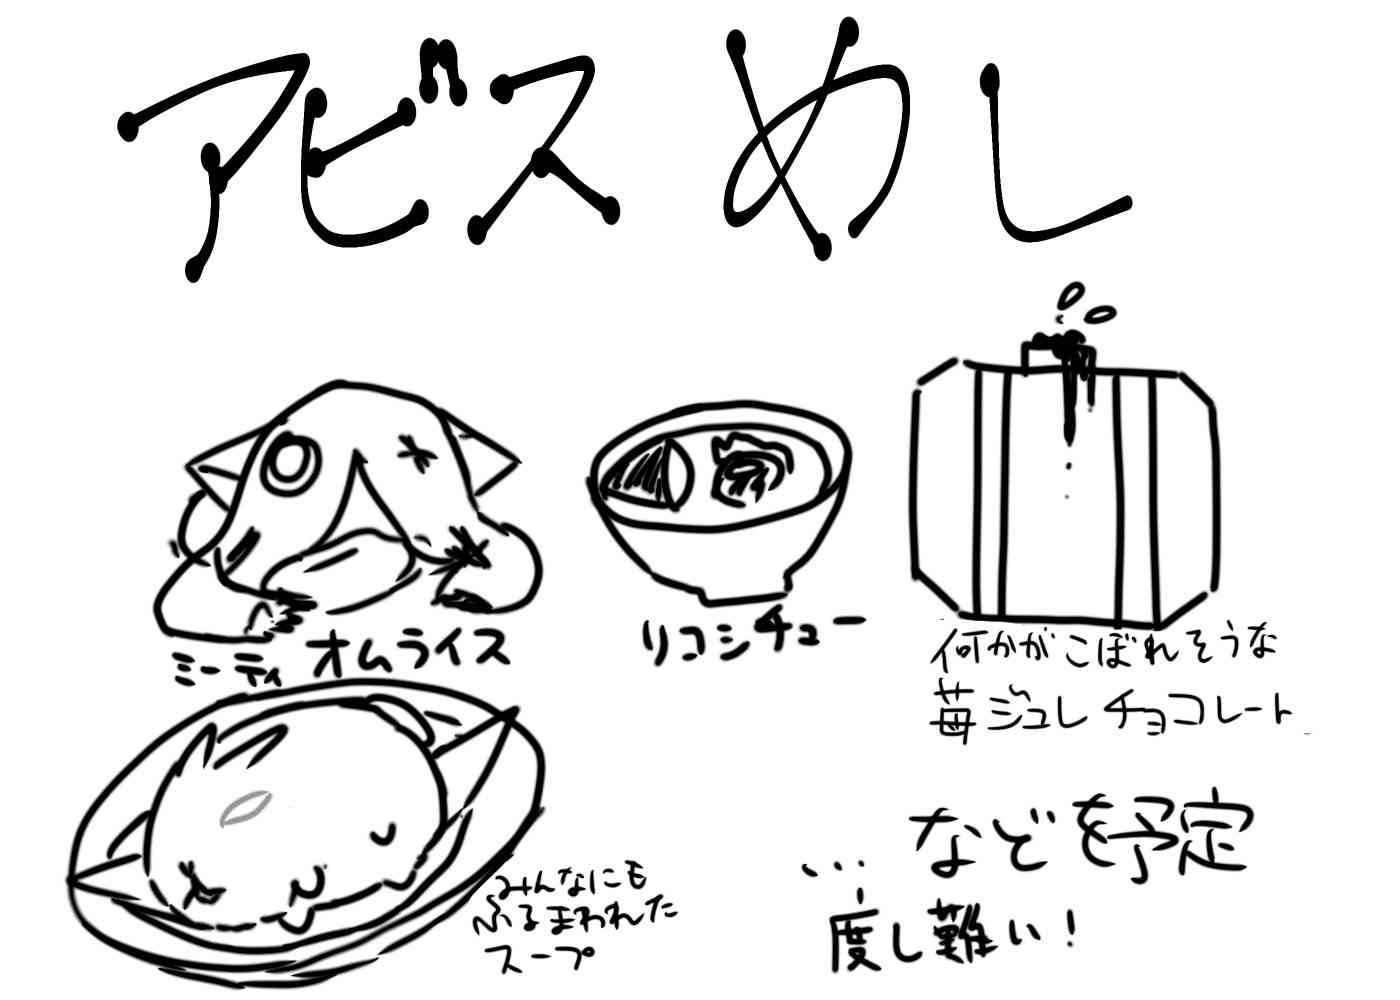 アビス めし
ミーティ オムライス
リコシチュー
何かがこぼれそうな
苺ジュレチョコレート
みんなにも
ふるまわれた
スープ
…などを予定
度し難い!